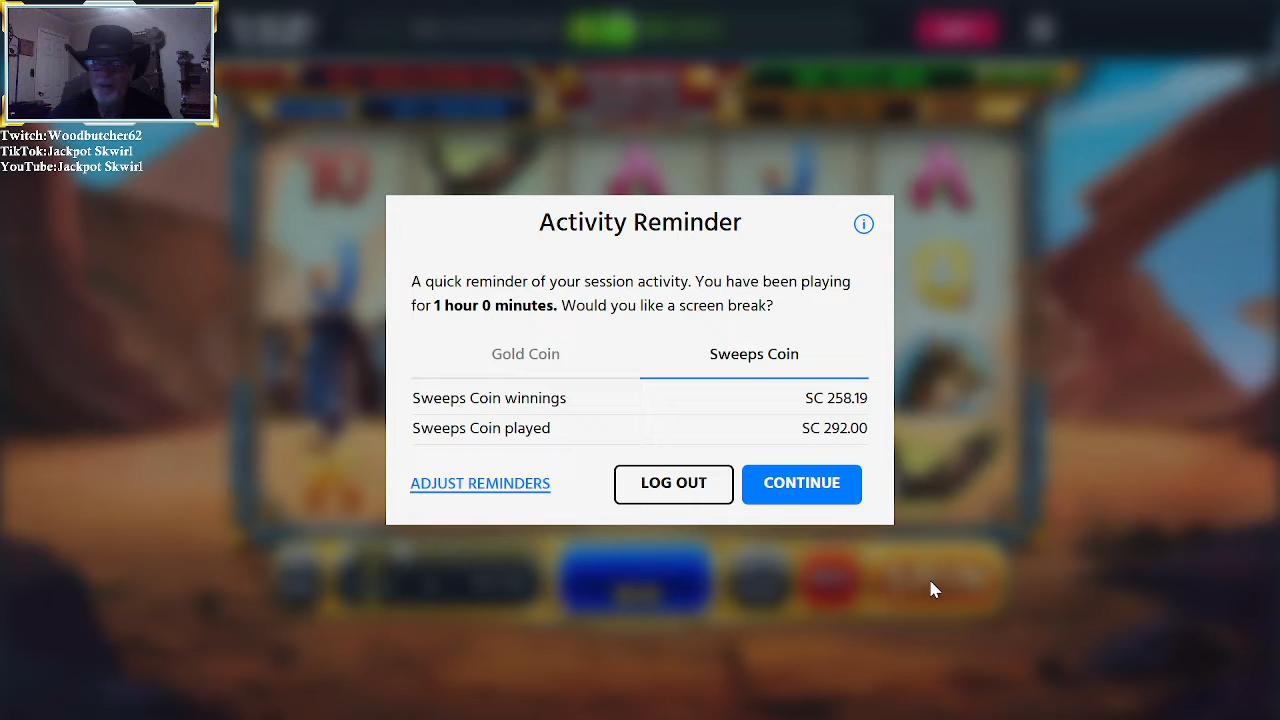 Twitch:Woodbutcher62
TikTok:Jackpot Skwirl
YouTube:Jackpot Skwirl
Activity Reminder
A quick reminder of your session activity. You have been playing
for 1 hour 0 minutes. Would you like a screen break?
Gold Coin Sweeps Coin
Sweeps Coin winnings SC 258.19
Sweeps Coin played SC 292.00
ADJUST REMINDERS LOG OUT CONTINUE